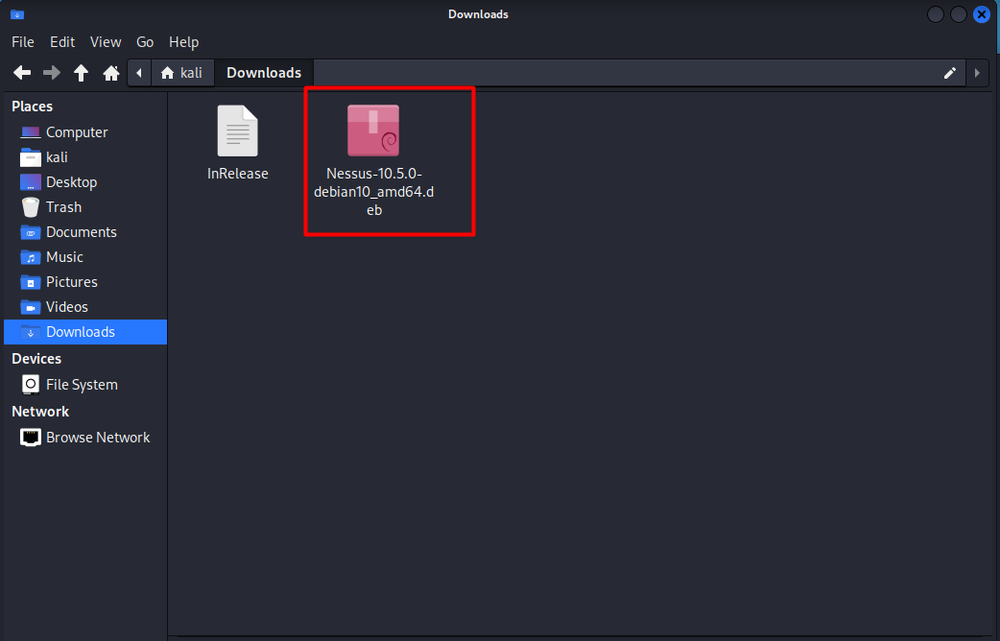 Downloads
File Edit View Go Help
kali Downloads
Places
Computer
kali
Desktop
Trash
Documents
Music
Pictures
Videos
Downloads
Devices
File System
Network
Browse Network
InRelease
Nessus-10.5.0-
debian10_amd64.d
eb